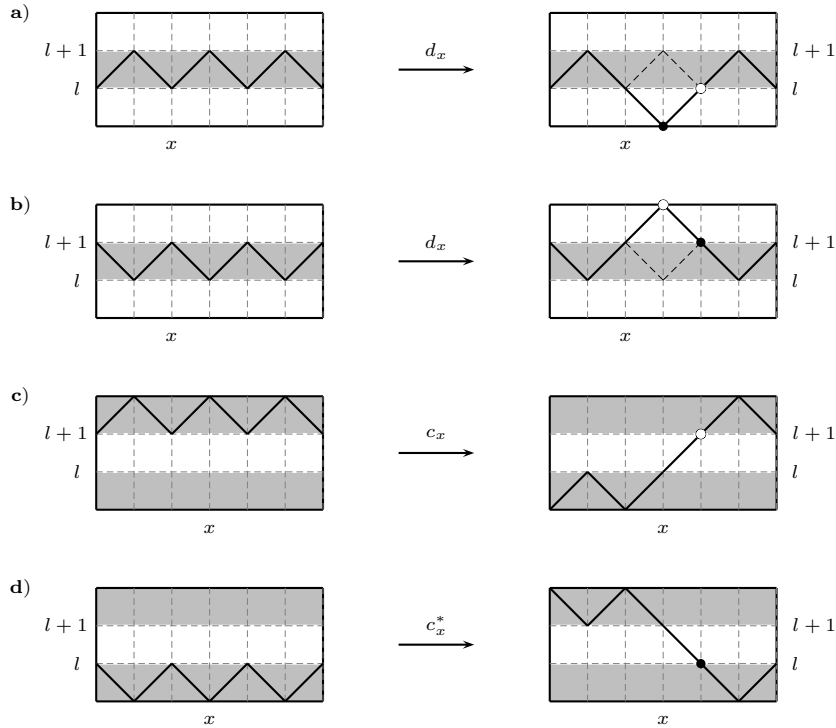 a)
l + 1 d_x l + 1
l l
x x
b)
l + 1 d_x l + 1
l l
x x
c)
l + 1 c_x l + 1
l l
x x
d)
l + 1 c*_x l + 1
l l
x x